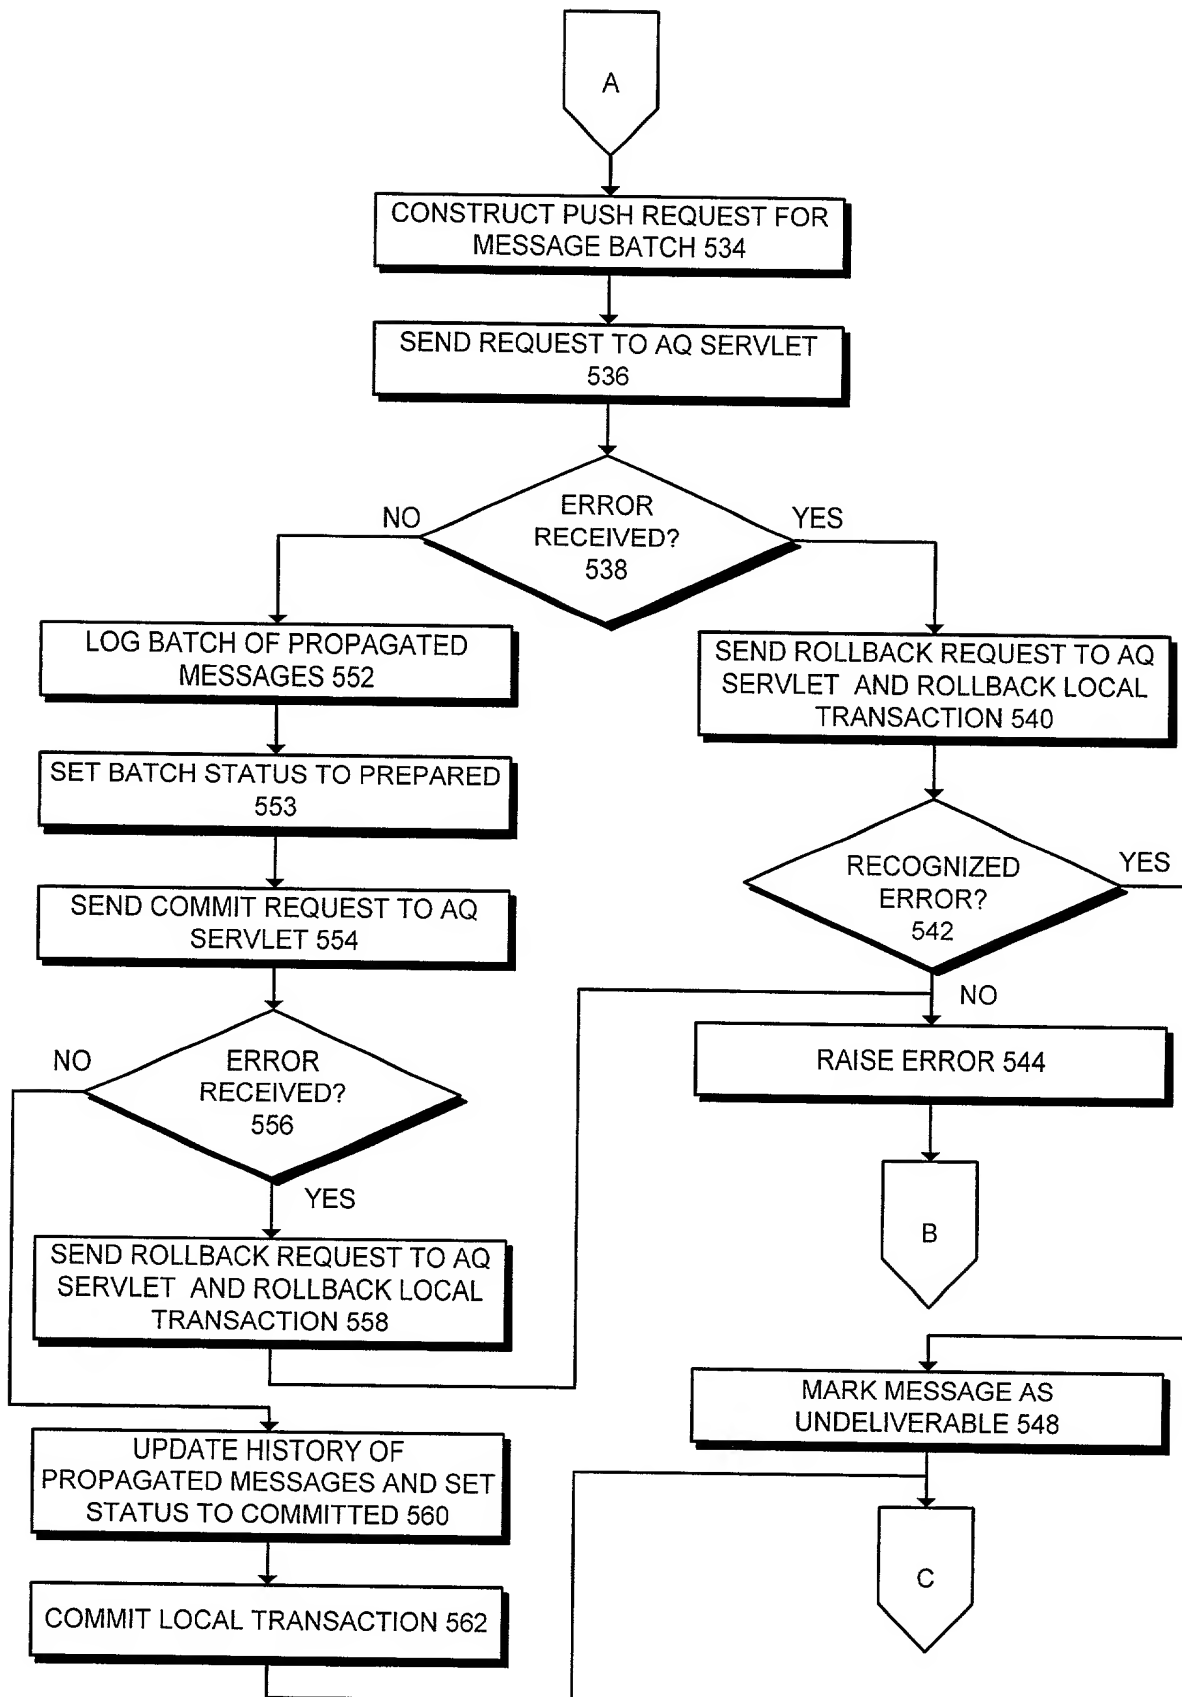 A
CONSTRUCT PUSH REQUEST FOR
MESSAGE BATCH 534
SEND REQUEST TO AQ SERVLET
536
ERROR
RECEIVED?
538
NO
YES
LOG BATCH OF PROPAGATED
MESSAGES 552
SET BATCH STATUS TO PREPARED
553
SEND COMMIT REQUEST TO AQ
SERVLET 554
ERROR
RECEIVED?
556
NO
YES
SEND ROLLBACK REQUEST TO AQ
SERVLET AND ROLLBACK LOCAL
TRANSACTION 558
UPDATE HISTORY OF
PROPAGATED MESSAGES AND SET
STATUS TO COMMITTED 560
COMMIT LOCAL TRANSACTION 562
SEND ROLLBACK REQUEST TO AQ
SERVLET AND ROLLBACK LOCAL
TRANSACTION 540
RECOGNIZED
ERROR?
542
YES
NO
RAISE ERROR 544
B
MARK MESSAGE AS
UNDELIVERABLE 548
C